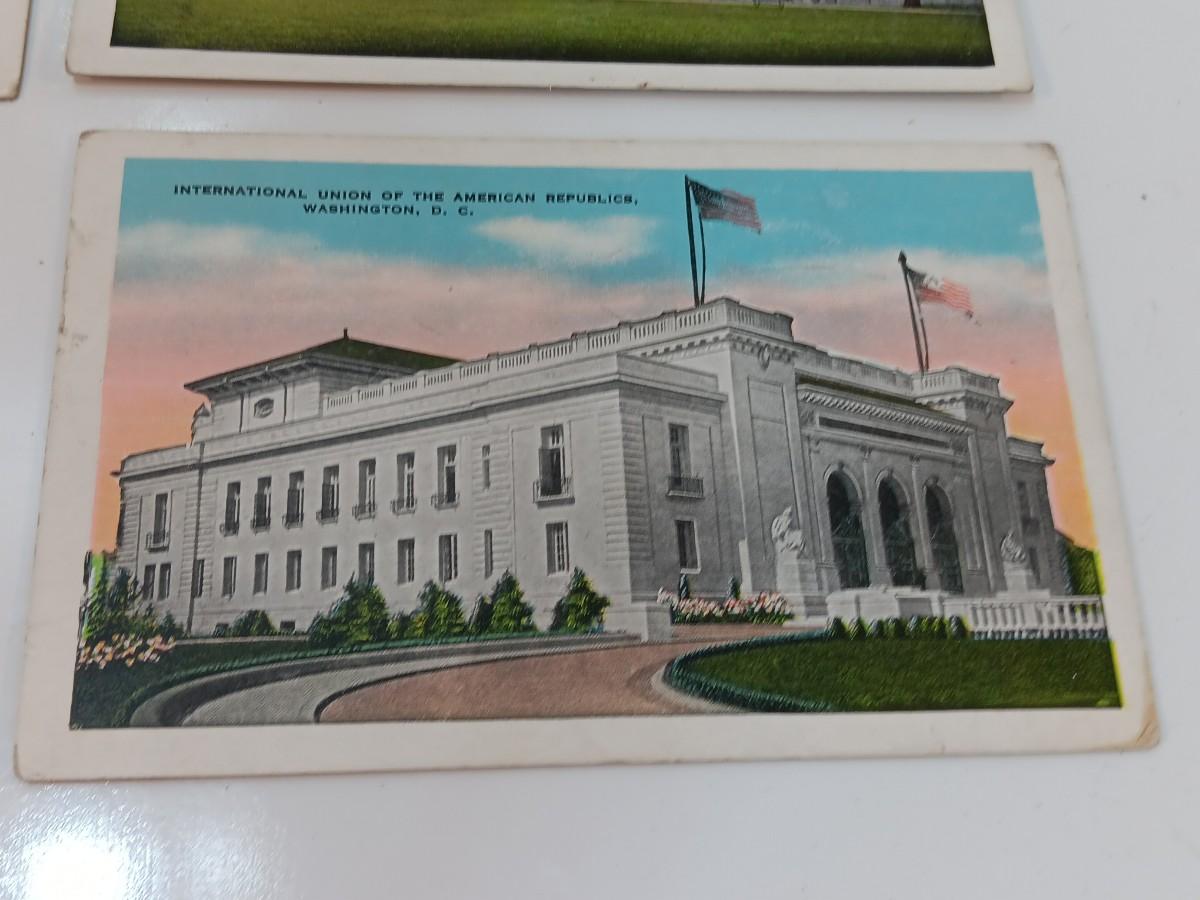 INTERNATIONAL UNION OF THE AMERICAN REPUBLICS,
WASHINGTON, D. C.